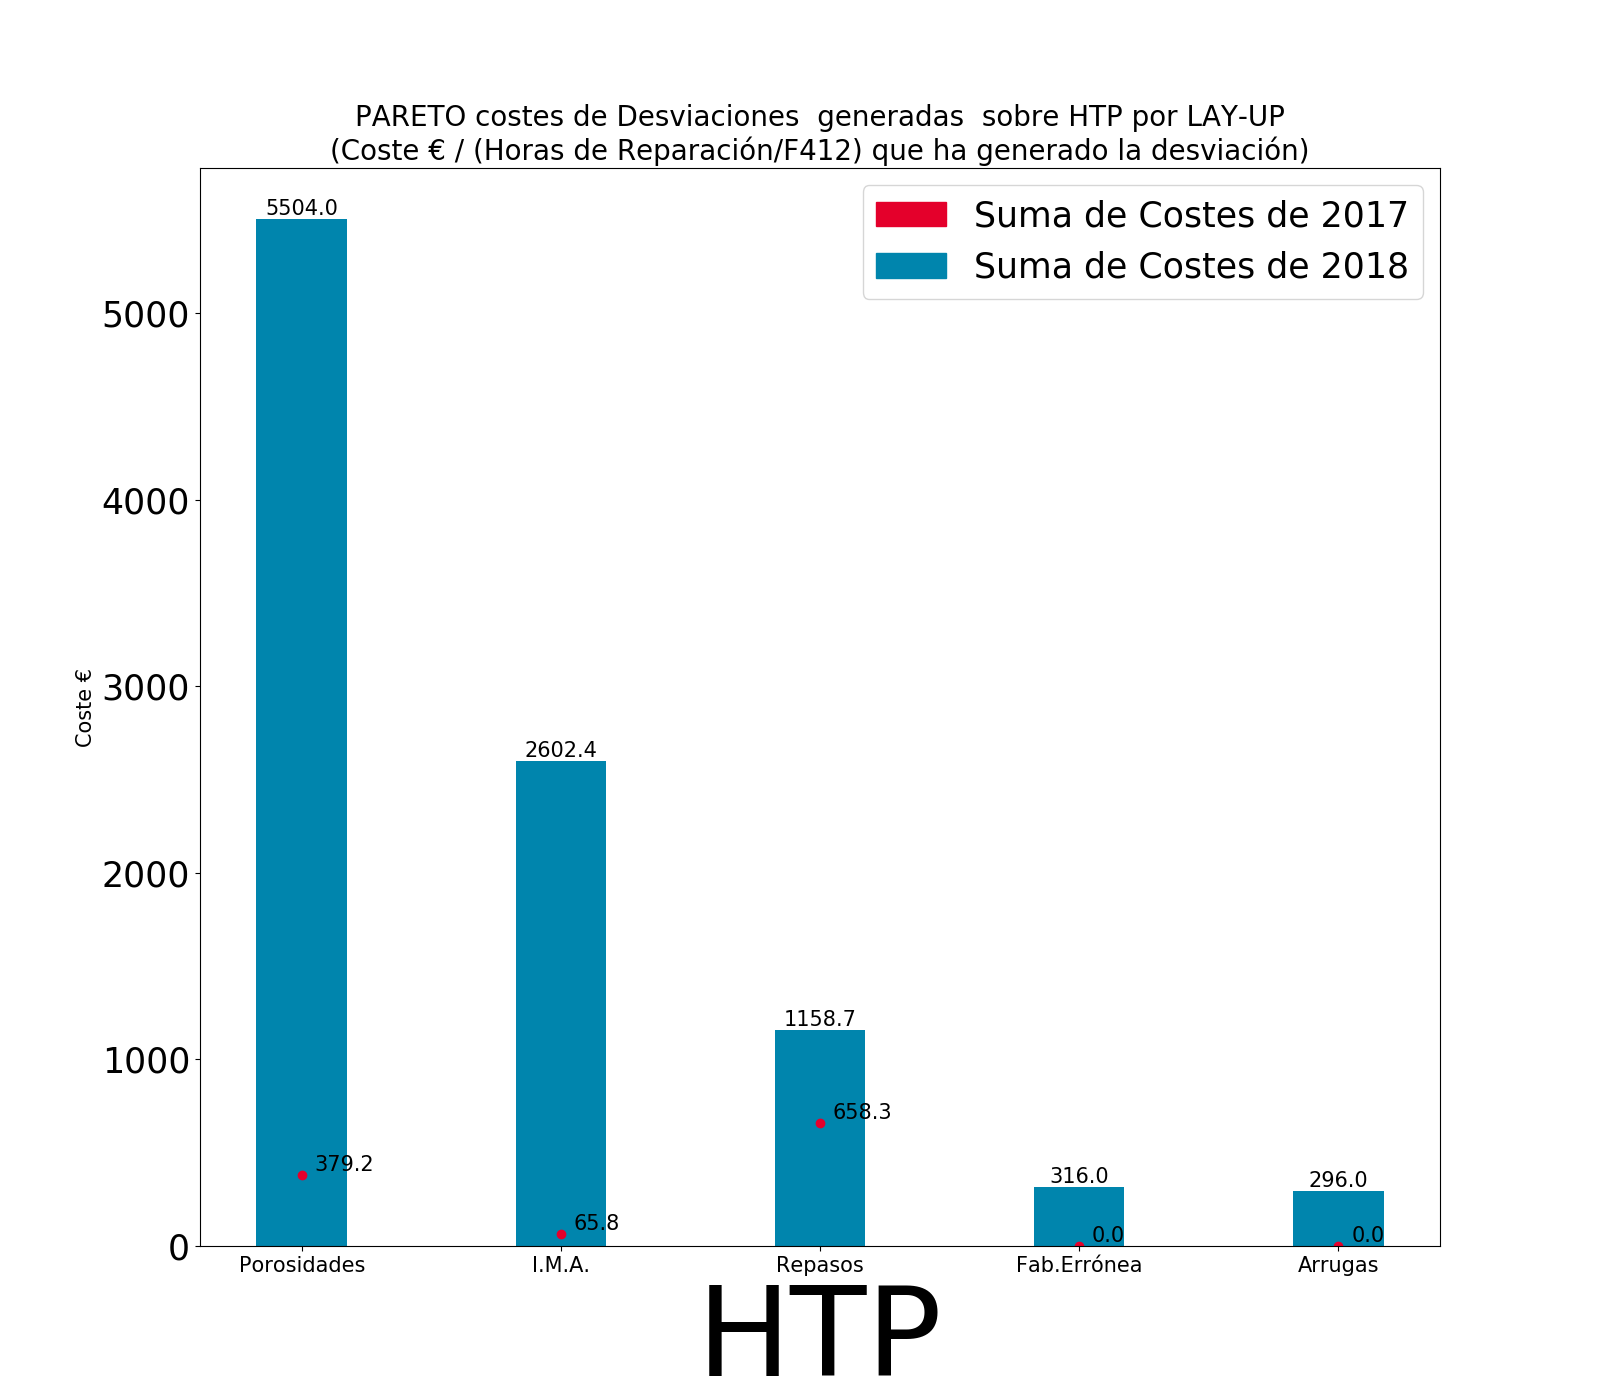 PARETO costes de Desviaciones  generadas  sobre HTP por LAY-UP
(Coste € / (Horas de Reparación/F412) que ha generado la desviación)
Suma de Costes de 2017
Suma de Costes de 2018
Coste €
5000
4000
3000
2000
1000
0
5504.0
2602.4
1158.7
316.0
296.0
379.2
65.8
658.3
0.0
0.0
Porosidades
I.M.A.
Repasos
Fab.Errónea
Arrugas
HTP